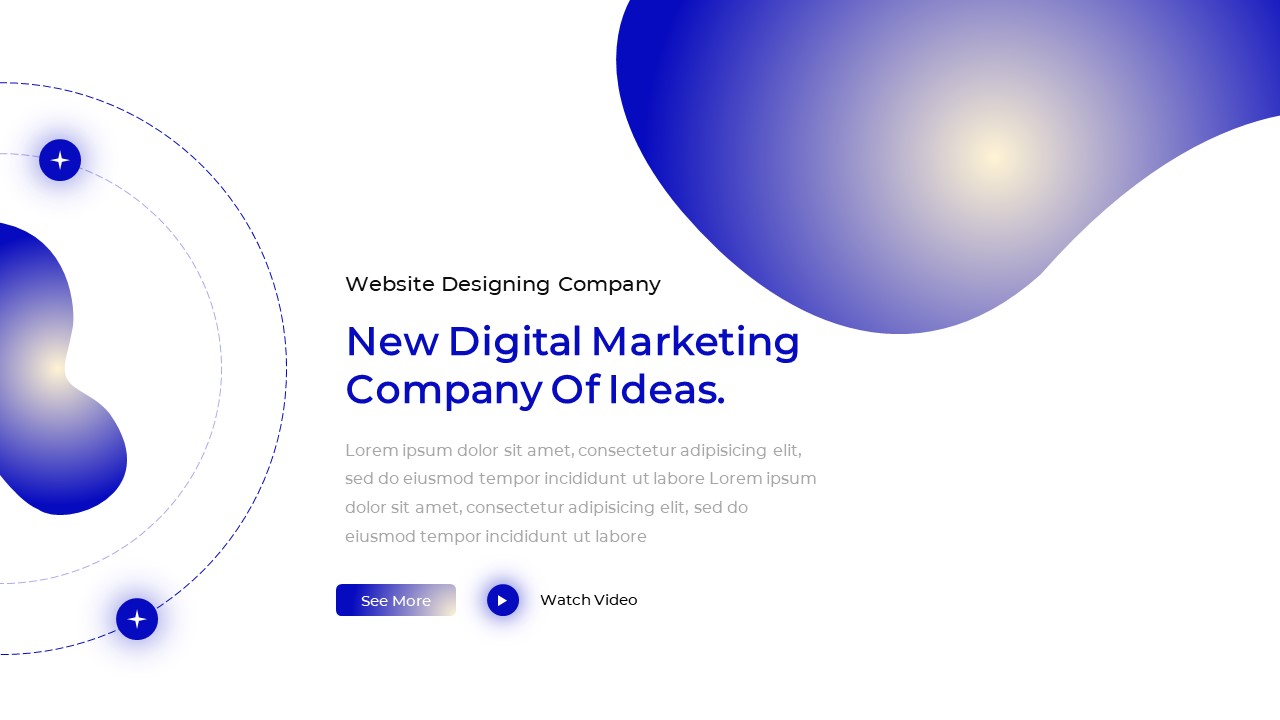 Website Designing Company
New Digital Marketing
Company Of Ideas.
Lorem ipsum dolor sit amet, consectetur adipisicing elit,
sed do eiusmod tempor incididunt ut labore Lorem ipsum
dolor sit amet, consectetur adipisicing elit, sed do
eiusmod tempor incididunt ut labore
See More
Watch Video